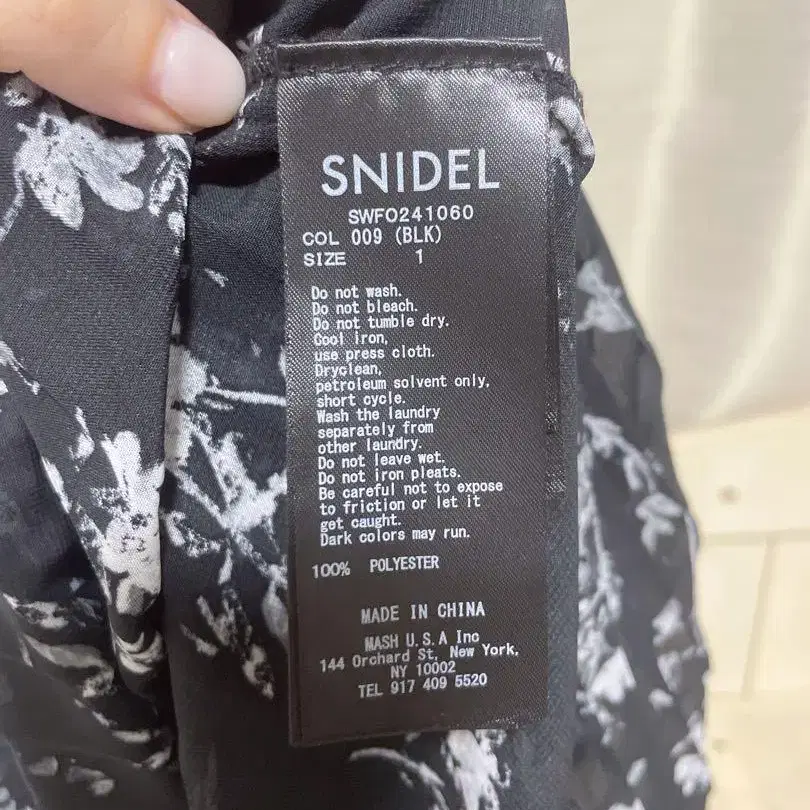 SNIDEL
SWFO241060
COL 009 (BLK)
SIZE 1
Do not wash.
Do not bleach.
Do not tumble dry.
Cool iron,
use press cloth.
Dryclean,
petroleum solvent only,
short cycle.
Wash the laundry
separately from
other laundry.
Do not leave wet.
Do not iron pleats.
Be careful not to expose
to friction or let it
get caught.
Dark colors may run.
100% POLYESTER
MADE IN CHINA
MASH U.S.A Inc
144 Orchard St, New York,
NY 10002
TEL 917 409 5520